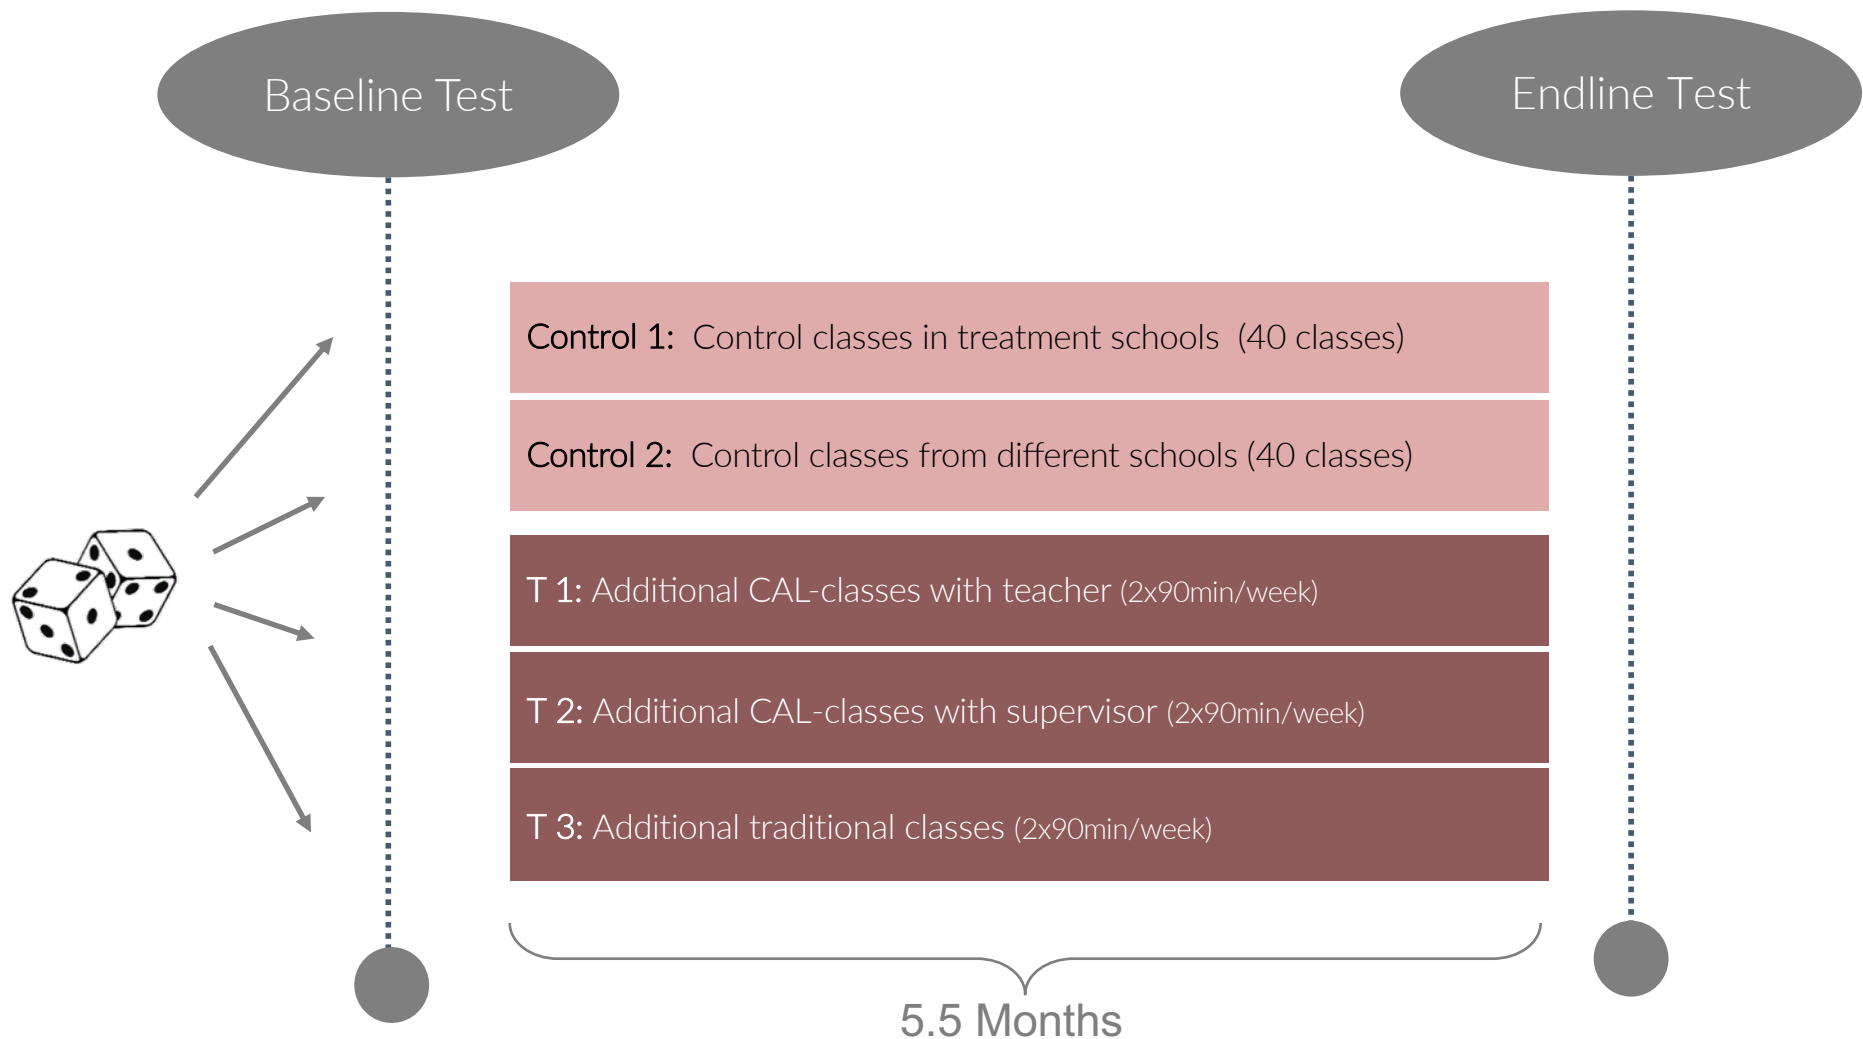 Baseline Test
Endline Test
Control 1: Control classes in treatment schools (40 classes)
Control 2: Control classes from different schools (40 classes)
T 1: Additional CAL-classes with teacher (2x90min/week)
T 2: Additional CAL-classes with supervisor (2x90min/week)
T 3: Additional traditional classes (2x90min/week)
5.5 Months